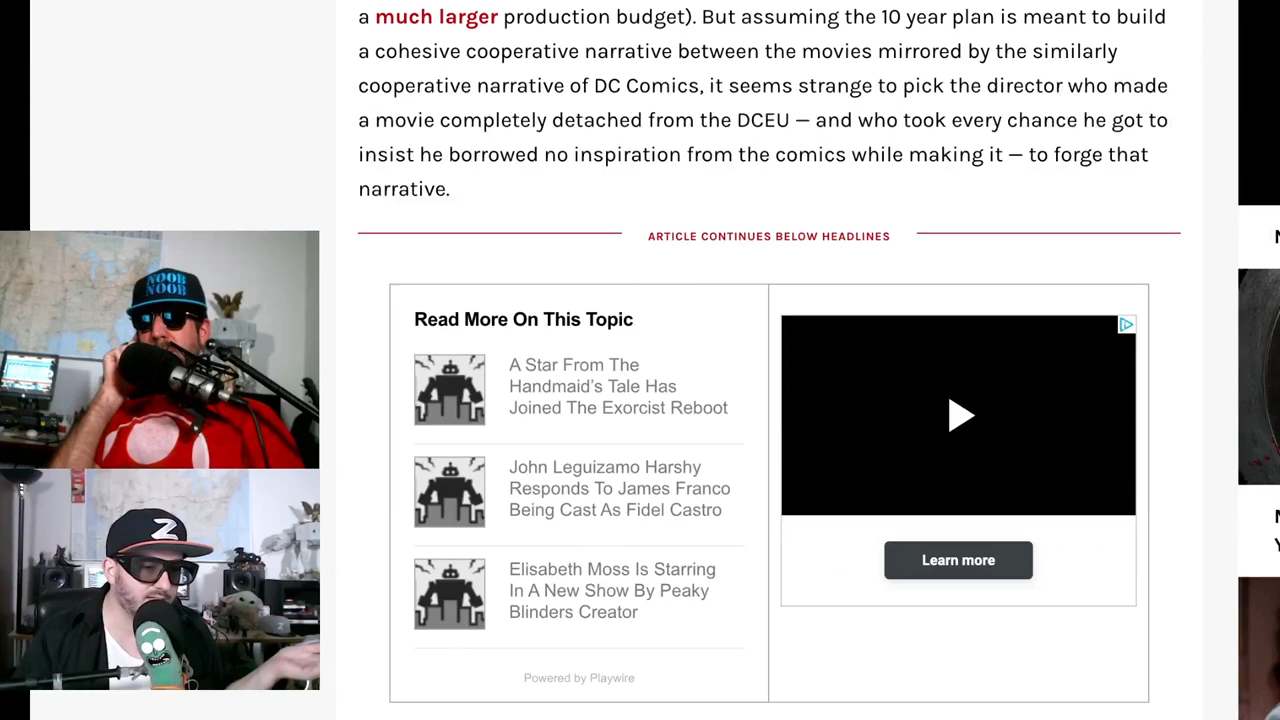 a much larger production budget). But assuming the 10 year plan is meant to build
a cohesive cooperative narrative between the movies mirrored by the similarly
cooperative narrative of DC Comics, it seems strange to pick the director who made
a movie completely detached from the DCEU — and who took every chance he got to
insist he borrowed no inspiration from the comics while making it — to forge that
narrative.
ARTICLE CONTINUES BELOW HEADLINES
Read More On This Topic
A Star From The
Handmaid's Tale Has
Joined The Exorcist Reboot
John Leguizamo Harshy
Responds To James Franco
Being Cast As Fidel Castro
Elisabeth Moss Is Starring
In A New Show By Peaky
Blinders Creator
Powered by Playwire
Learn more
NOOB
NOOB
Z